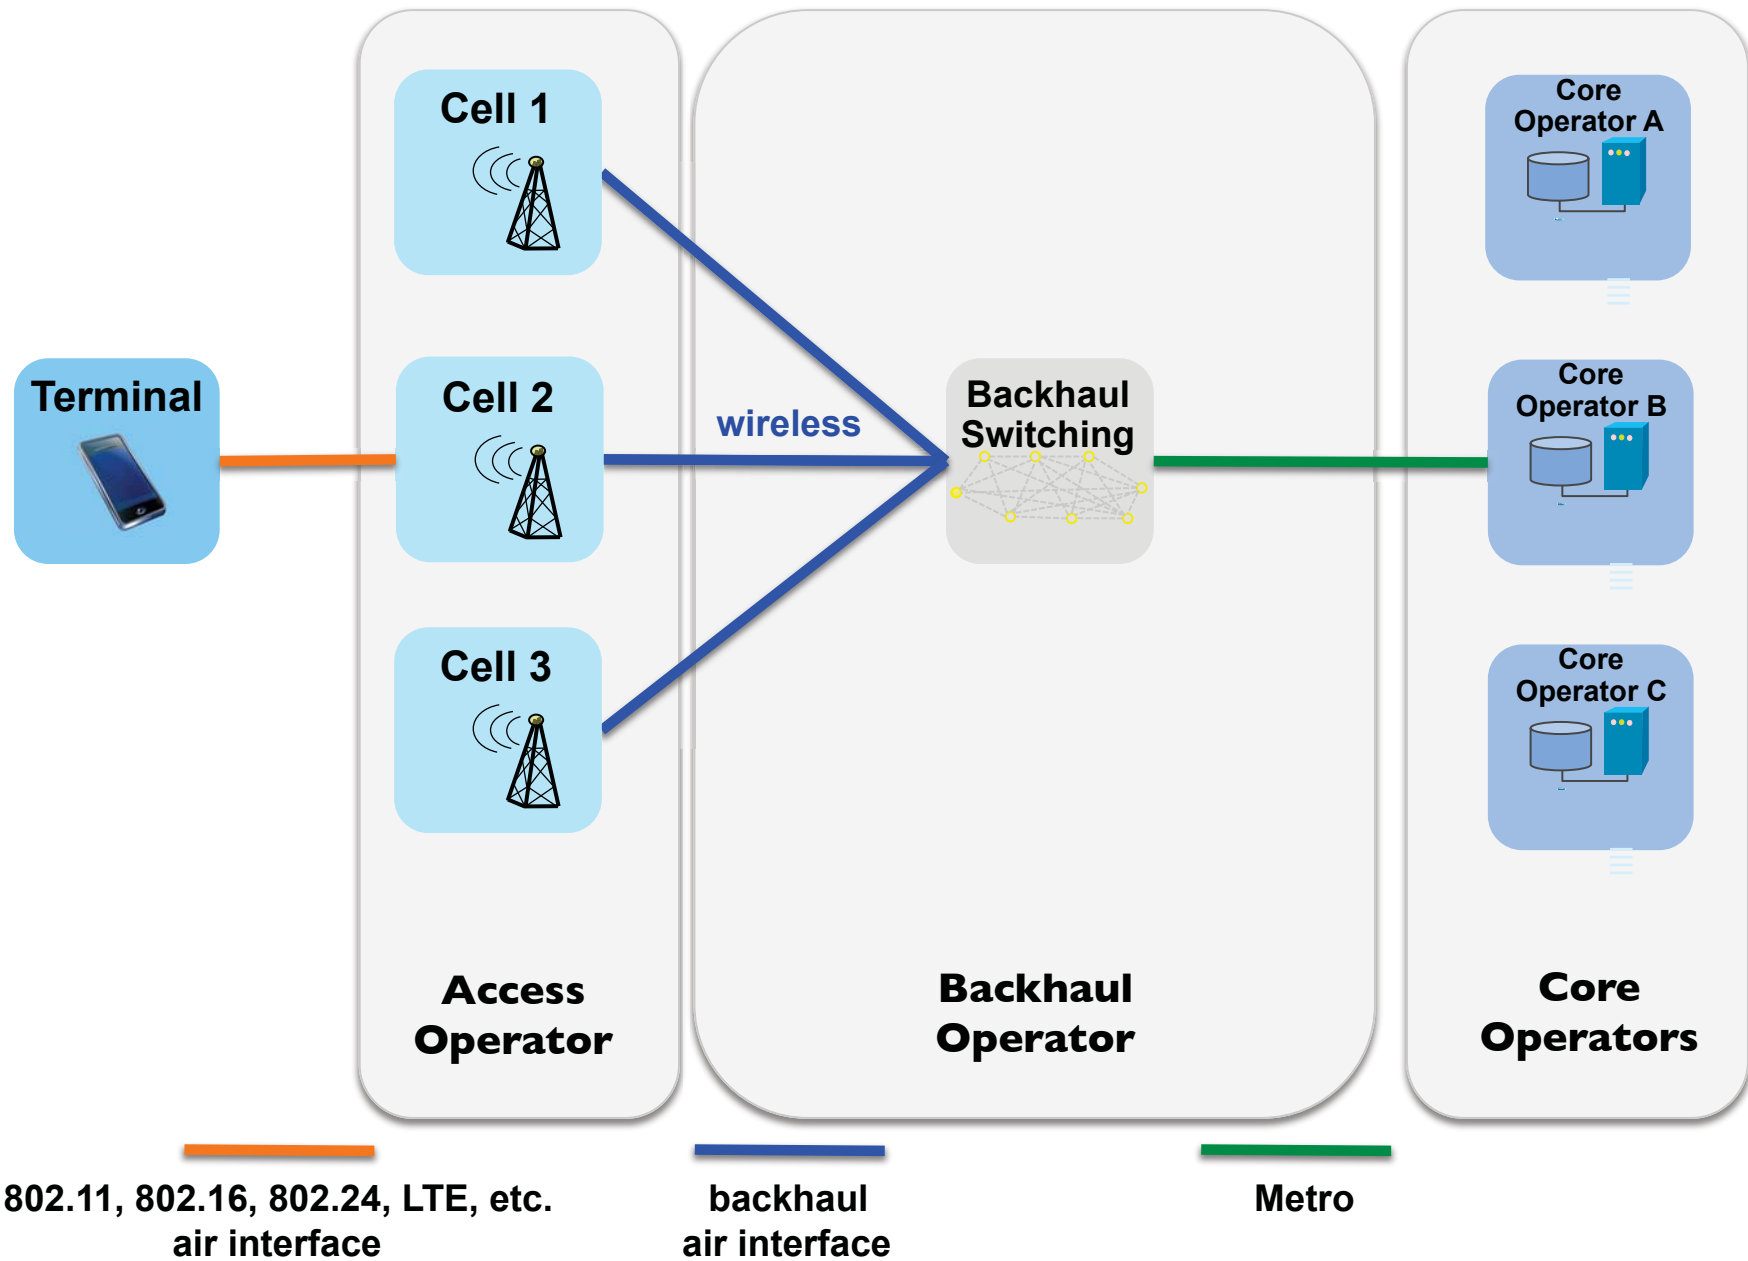 Cell 1
Core
Operator A
Terminal
Cell 2
wireless
Backhaul
Switching
Core
Operator B
Cell 3
Core
Operator C
Access
Operator
Backhaul
Operator
Core
Operators
802.11, 802.16, 802.24, LTE, etc.
air interface
backhaul
air interface
Metro